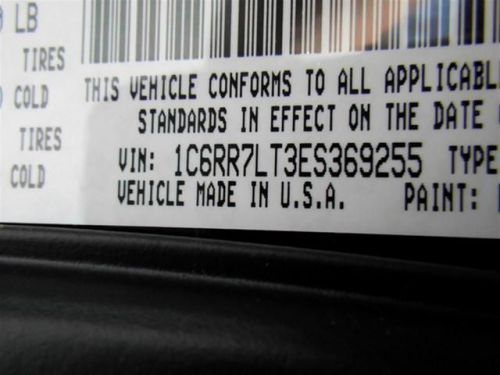 LB
TIRES
COLD
THIS VEHICLE CONFORMS TO ALL
STANDARDS IN EFFECT ON THE DATE
TIRES
VIN: 1C6RR7LT3ES369255 TYPE
COLD
VEHICLE MADE IN U.S.A. PAINT: